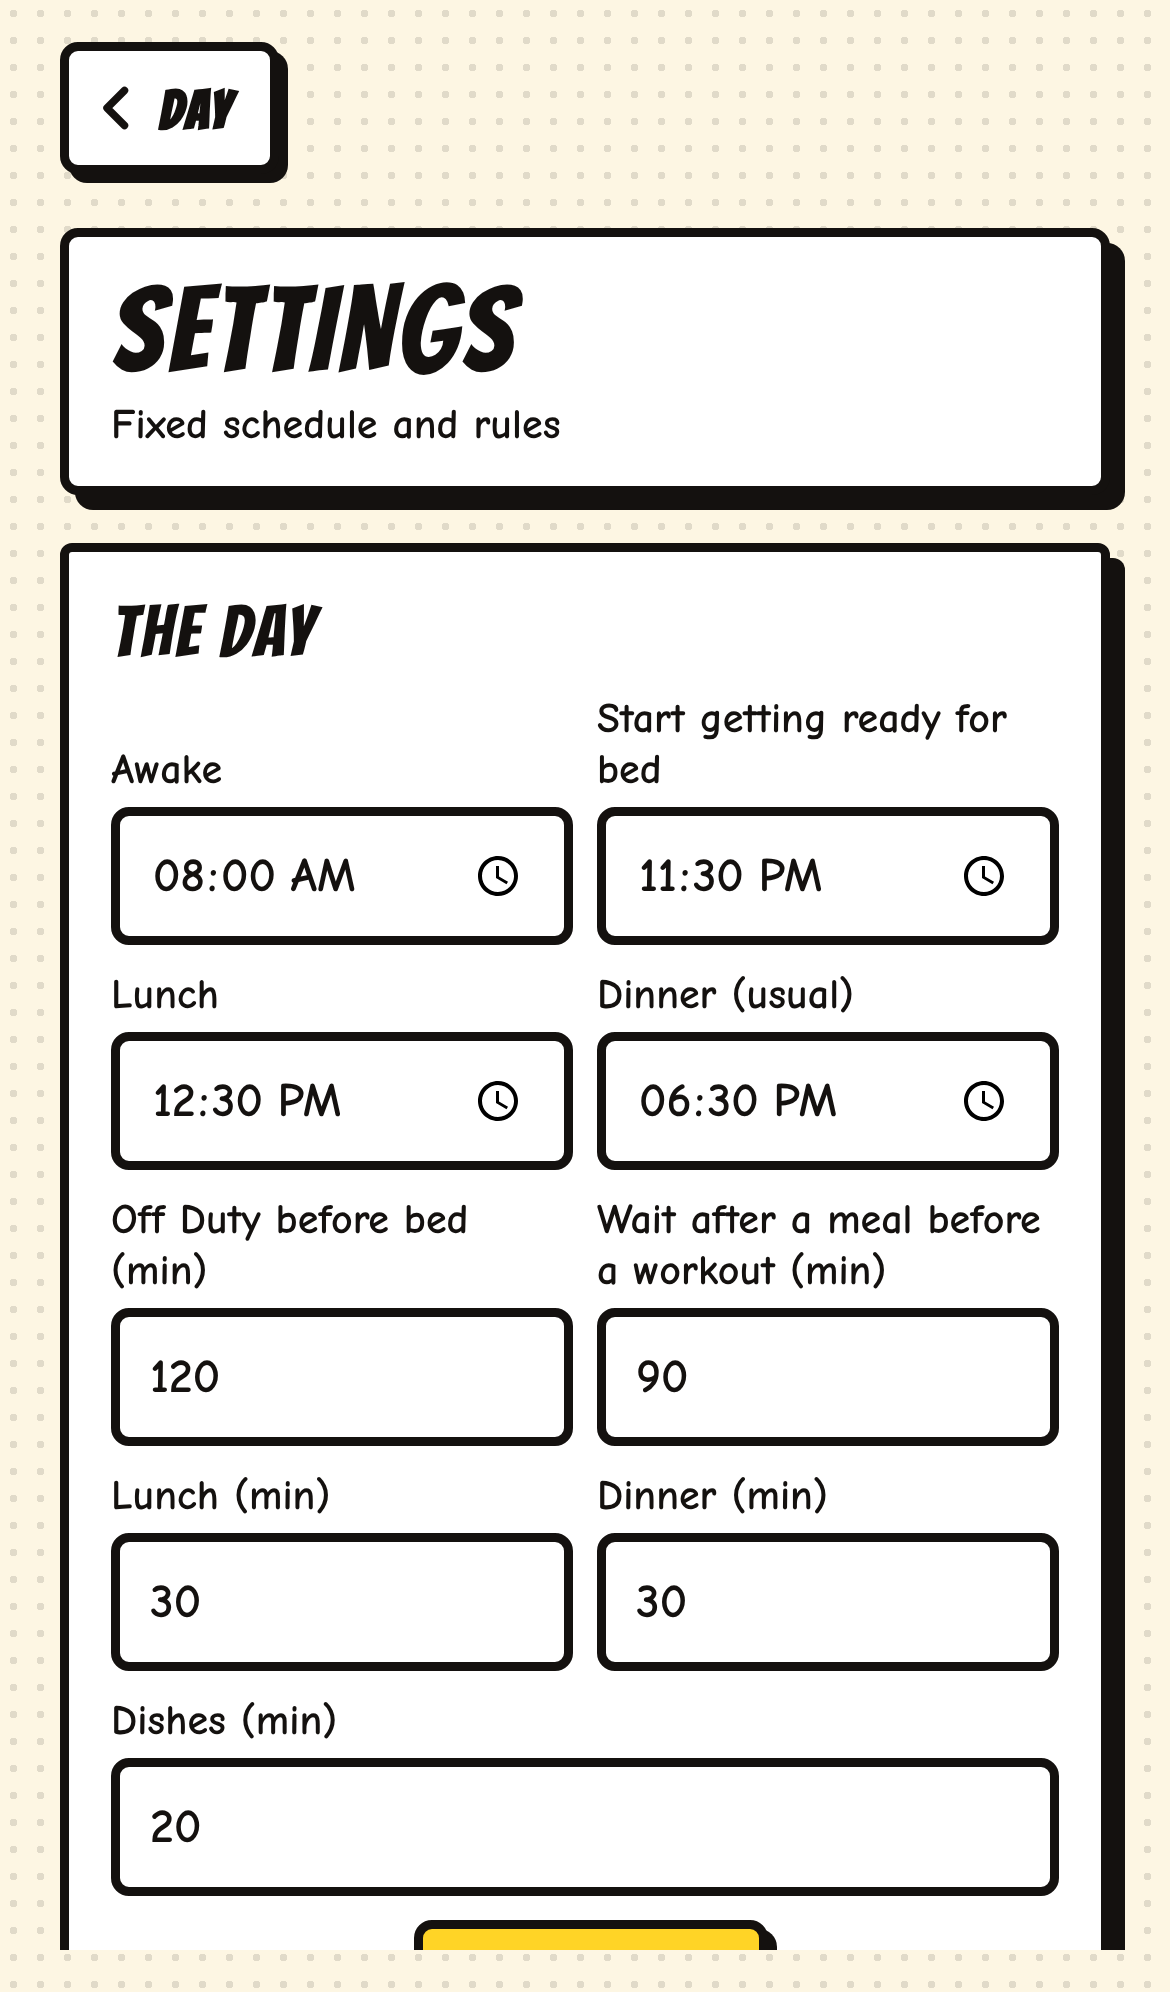 DAY
SETTINGS
Fixed schedule and rules
THE DAY
Awake
Start getting ready for
bed
08:00 AM
11:30 PM
Lunch
Dinner (usual)
12:30 PM
06:30 PM
Off Duty before bed
(min)
Wait after a meal before
a workout (min)
120
90
Lunch (min)
Dinner (min)
30
30
Dishes (min)
20